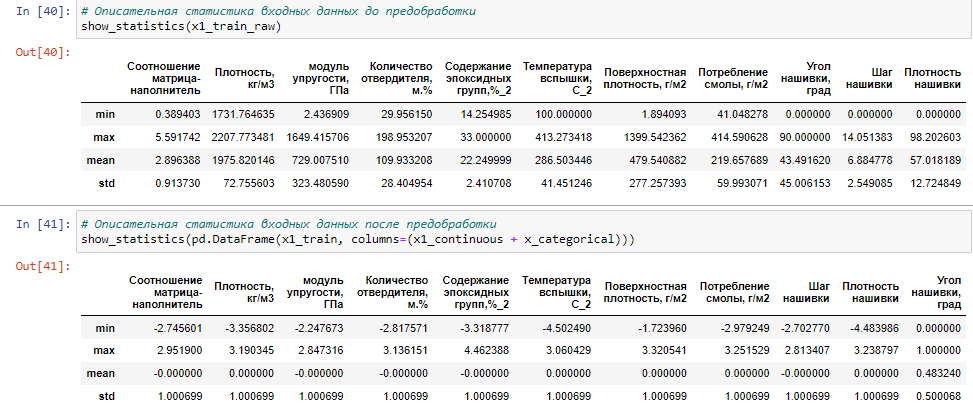 In [40]: # Описательная статистика входных данных до предобработки
show_statistics(x1_train_raw)
Out[40]:
Соотношение матрица-наполнитель Плотность, кг/м3 модуль упругости, ГПа Количество отвердителя, м.% Содержание эпоксидных групп,%_2 Температура вспышки, С_2 Поверхностная плотность, г/м2 Потребление смолы, г/м2 Угол нашивки, град Шаг нашивки Плотность нашивки
min 0.389403 1731.764635 2.436909 29.956150 14.254985 100.000000 1.894093 41.048278 0.000000 0.000000 0.000000
max 5.591742 2207.773481 1649.415706 198.953207 33.000000 413.273418 1399.542362 414.590628 90.000000 14.051383 98.202603
mean 2.896388 1975.820146 729.007510 109.933208 22.249999 286.503446 479.540882 219.657689 43.491620 6.884778 57.018189
std 0.913730 72.755603 323.480590 28.404954 2.410708 41.451246 277.257393 59.993071 45.006153 2.549085 12.724849
In [41]: # Описательная статистика входных данных после предобработки
show_statistics(pd.DataFrame(x1_train, columns=(x1_continuous + x_categorical)))
Out[41]:
Соотношение матрица-наполнитель Плотность, кг/м3 модуль упругости, ГПа Количество отвердителя, м.% Содержание эпоксидных групп,%_2 Температура вспышки, С_2 Поверхностная плотность, г/м2 Потребление смолы, г/м2 Шаг нашивки Плотность нашивки Угол нашивки, град
min -2.745601 -3.356802 -2.247673 -2.817571 -3.318777 -4.502490 -1.723960 -2.979249 -2.702770 -4.483986 0.000000
max 2.951900 3.190345 2.847316 3.136151 4.462388 3.060429 3.320541 3.251529 2.813407 3.238797 1.000000
mean -0.000000 0.000000 -0.000000 -0.000000 -0.000000 0.000000 0.000000 0.000000 -0.000000 0.000000 0.483240
std 1.000699 1.000699 1.000699 1.000699 1.000699 1.000699 1.000699 1.000699 1.000699 1.000699 0.500068